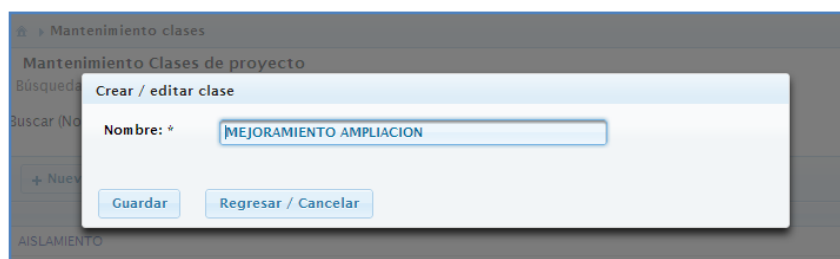 Mantenimiento clases
Mantenimiento Clases de proyecto
Búsqueda
Crear / editar clase
Buscar (No
Nombre: *
MEJORAMIENTO AMPLIACION
+ Nuev
Guardar
Regresar / Cancelar
AISLAMIENTO